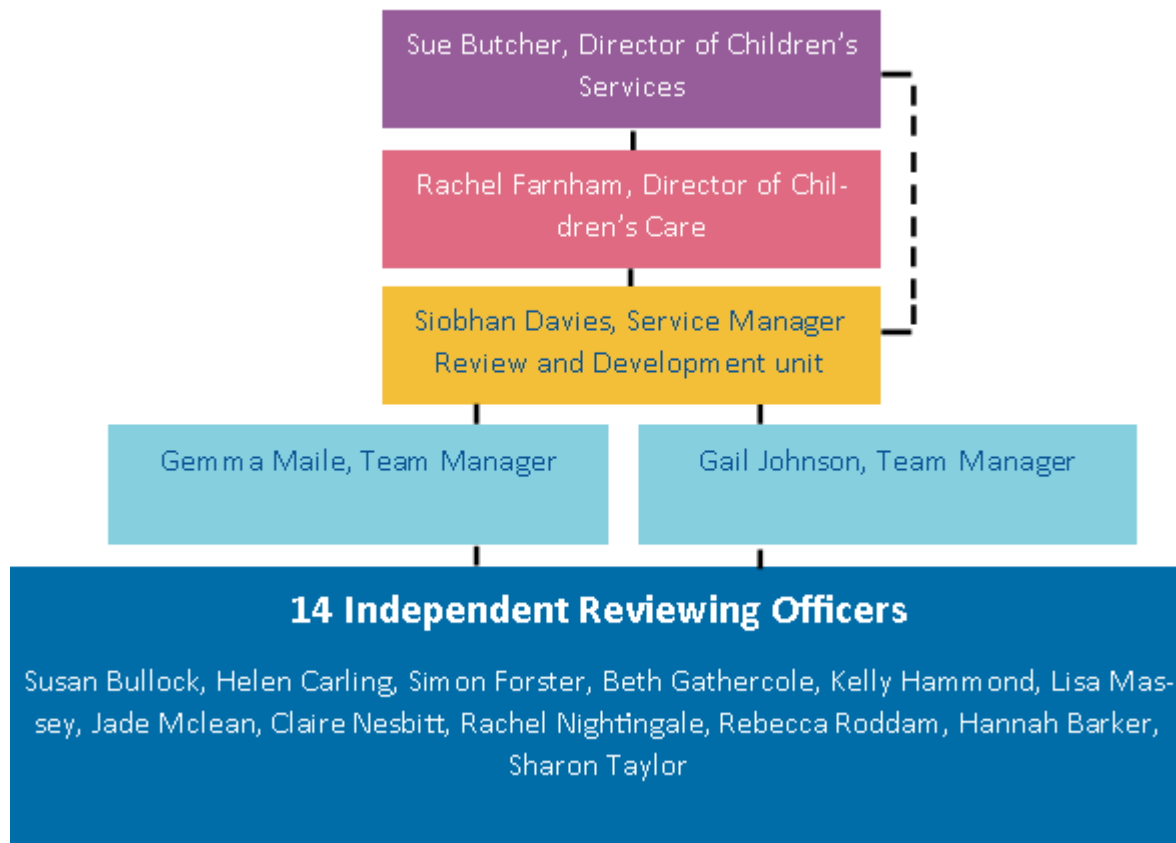 Sue Butcher, Director of Children’s
Services
Rachel Farnham, Director of Chil-
dren’s Care
Siobhan Davies, Service Manager
Review and Development unit
Gemma Maile, Team Manager
Gail Johnson, Team Manager
14 Independent Reviewing Officers
Susan Bullock, Helen Carling, Simon Forster, Beth Gathercole, Kelly Hammond, Lisa Mas-
sey, Jade Mclean, Claire Nesbitt, Rachel Nightingale, Rebecca Roddam, Hannah Barker,
Sharon Taylor